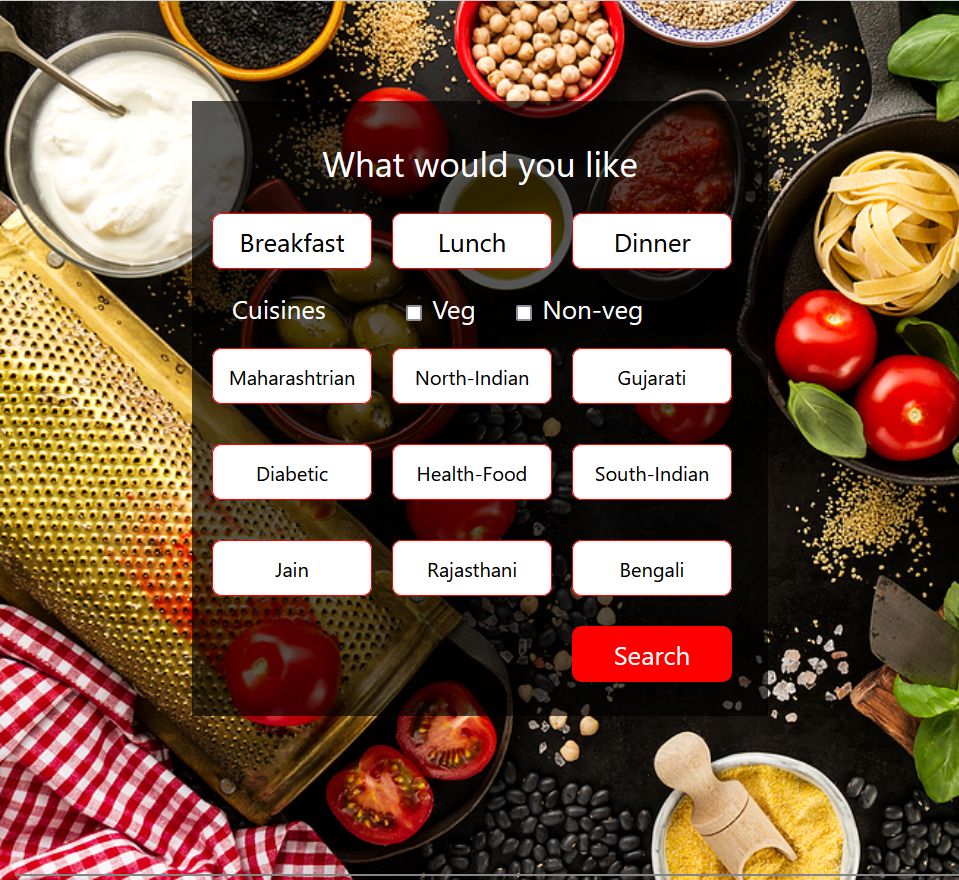 What would you like
Breakfast Lunch Dinner
Cuisines Veg Non-veg
Maharashtrian North-Indian Gujarati
Diabetic Health-Food South-Indian
Jain Rajasthani Bengali
Search